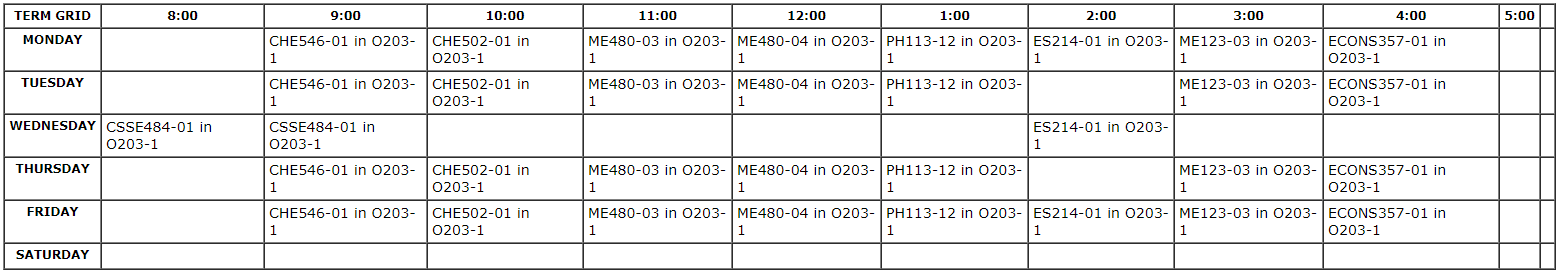 TERM GRID 8:00 9:00 10:00 11:00 12:00 1:00 2:00 3:00 4:00 5:00
MONDAY CHE546-01 in O203- CHE502-01 in ME480-03 in O203- ME480-04 in O203- PH113-12 in O203- ES214-01 in O203- ME123-03 in O203- ECONS357-01 in
1 O203-1 1 1 1 1 1 O203-1
TUESDAY CHE546-01 in O203- CHE502-01 in ME480-03 in O203- ME480-04 in O203- PH113-12 in O203- ME123-03 in O203- ECONS357-01 in
1 O203-1 1 1 1 1 O203-1
WEDNESDAY CSSE484-01 in CSSE484-01 in ES214-01 in O203-
O203-1 O203-1 1
THURSDAY CHE546-01 in O203- CHE502-01 in ME480-03 in O203- ME480-04 in O203- PH113-12 in O203- ME123-03 in O203- ECONS357-01 in
1 O203-1 1 1 1 1 O203-1
FRIDAY CHE546-01 in O203- CHE502-01 in ME480-03 in O203- ME480-04 in O203- PH113-12 in O203- ES214-01 in O203- ME123-03 in O203- ECONS357-01 in
1 O203-1 1 1 1 1 1 O203-1
SATURDAY